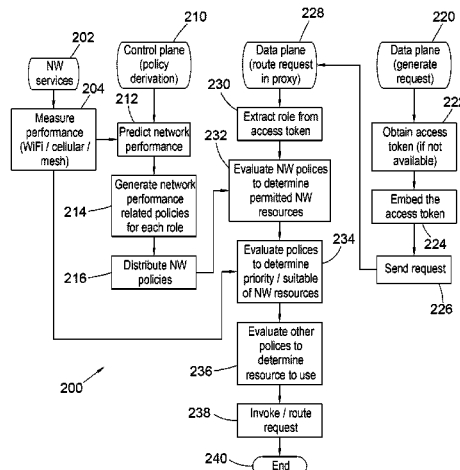 202
NW
services
204
Measure
performance
(WiFi / cellular /
mesh)
210
Control plane
(policy
derivation)
212
Predict network
performance
Generate network
performance
related policies
for each role
214
Distribute NW
policies
216
228
Data plane
(route request
in proxy)
230
Extract role from
access token
232
Evaluate NW polices
to determine
permitted NW
resources
234
Evaluate polices
to determine
priority / suitable
of NW resources
Evaluate other
polices to
determine
resource to use
236
238
Invoke / route
request
240
End
220
Data plane
(generate
request)
222
Obtain access
token (if not
available)
Embed the
access token
224
Send request
226
200